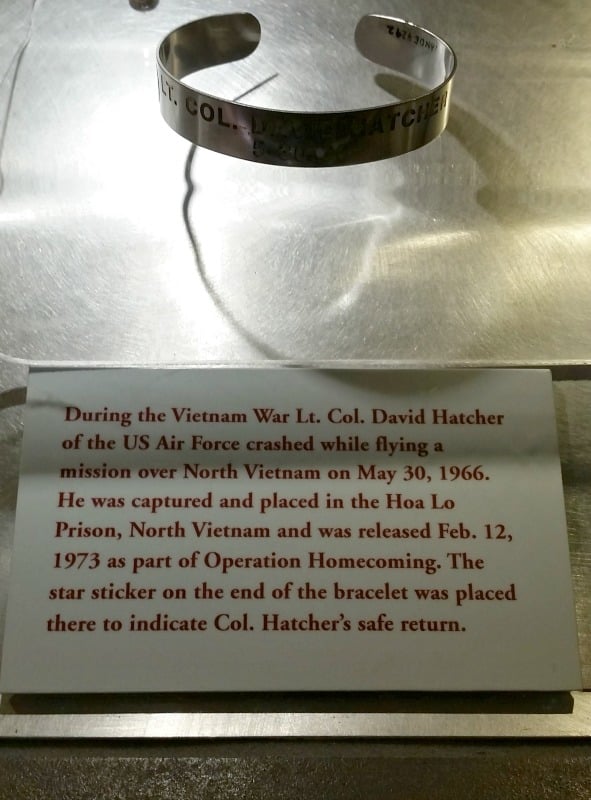 LT. COL. HATCHER
During the Vietnam War Lt. Col. David Hatcher
of the US Air Force crashed while flying a
mission over North Vietnam on May 30, 1966.
He was captured and placed in the Hoa Lo
Prison, North Vietnam and was released Feb. 12,
1973 as part of Operation Homecoming. The
star sticker on the end of the bracelet was placed
there to indicate Col. Hatcher's safe return.